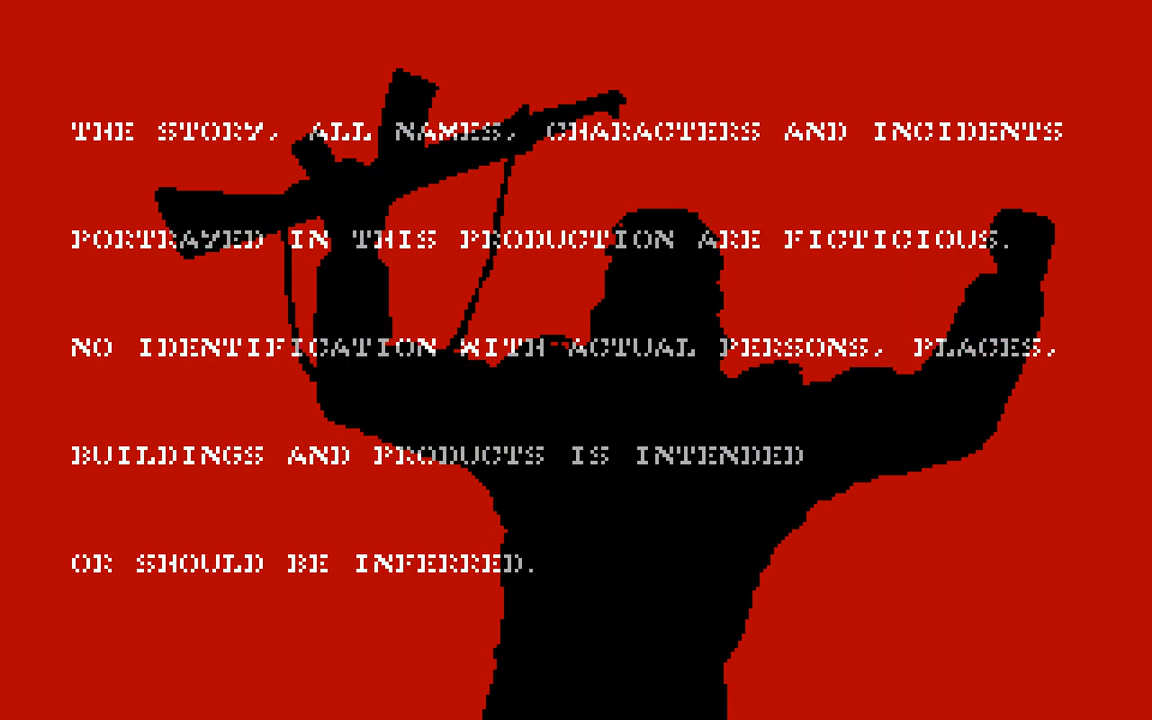 THE STORY, ALL NAMES, CHARACTERS AND INCIDENTS
PORTRAYED IN THIS PRODUCTION ARE FICTICIOUS.
NO IDENTIFICATION WITH ACTUAL PERSONS, PLACES,
BUILDINGS AND PRODUCTS IS INTENDED
OR SHOULD BE INFERRED.